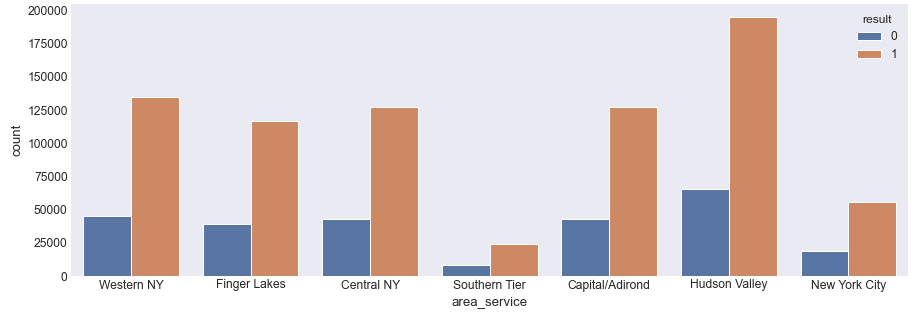 200000
175000
150000
125000
100000
75000
50000
25000
0
count
result
0
1
Western NY Finger Lakes Central NY Southern Tier Capital/Adirond Hudson Valley New York City
area_service